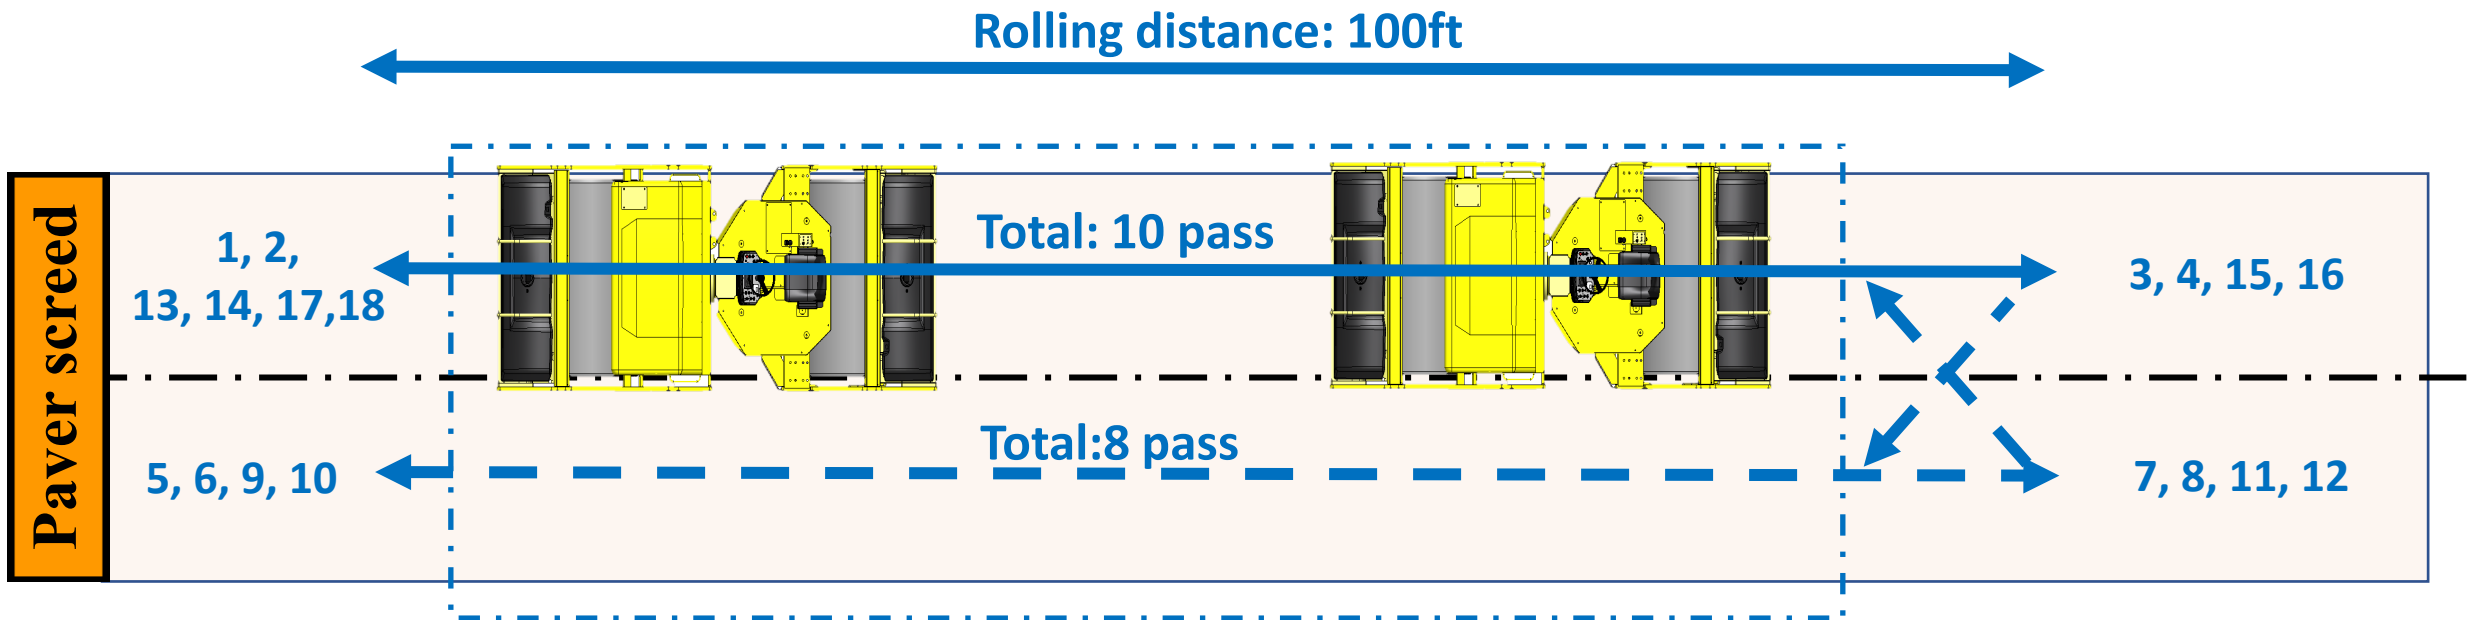 Rolling distance: 100ft
Paver screed
1, 2,
13, 14, 17,18
Total: 10 pass
3, 4, 15, 16
Total:8 pass
5, 6, 9, 10
7, 8, 11, 12